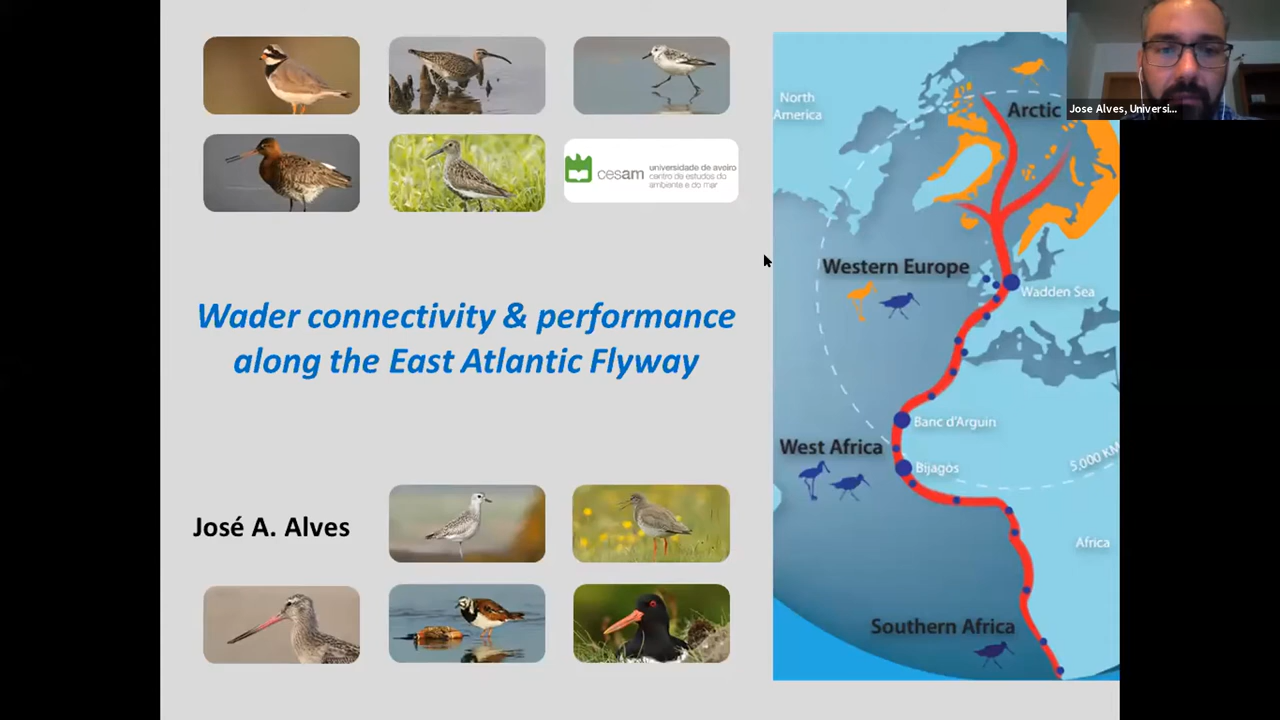 cesam
universidade de aveiro
centro de estudos do
ambiente e do mar
Wader connectivity & performance
along the East Atlantic Flyway
José A. Alves
North
America
Arctic
Jose Alves, Universi...
Western Europe
Wadden Sea
Banc d'Arguin
West Africa
Bijagós
5.000 KM
Africa
Southern Africa